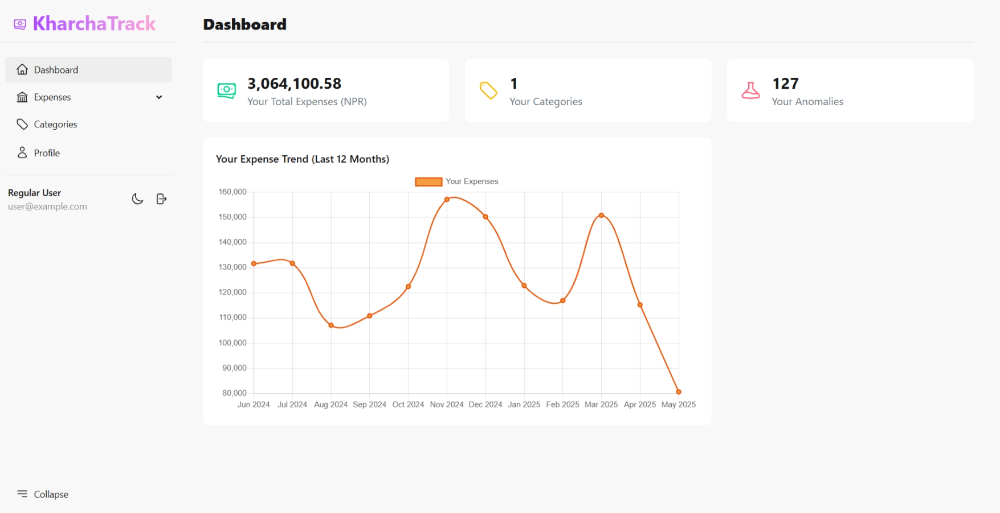 KharchaTrack
Dashboard
Expenses
Categories
Profile
Regular User
user@example.com
Collapse
Dashboard
3,064,100.58
Your Total Expenses (NPR)
1
Your Categories
127
Your Anomalies
Your Expense Trend (Last 12 Months)
Your Expenses
160,000
150,000
140,000
130,000
120,000
110,000
100,000
90,000
80,000
Jun 2024 Jul 2024 Aug 2024 Sep 2024 Oct 2024 Nov 2024 Dec 2024 Jan 2025 Feb 2025 Mar 2025 Apr 2025 May 2025